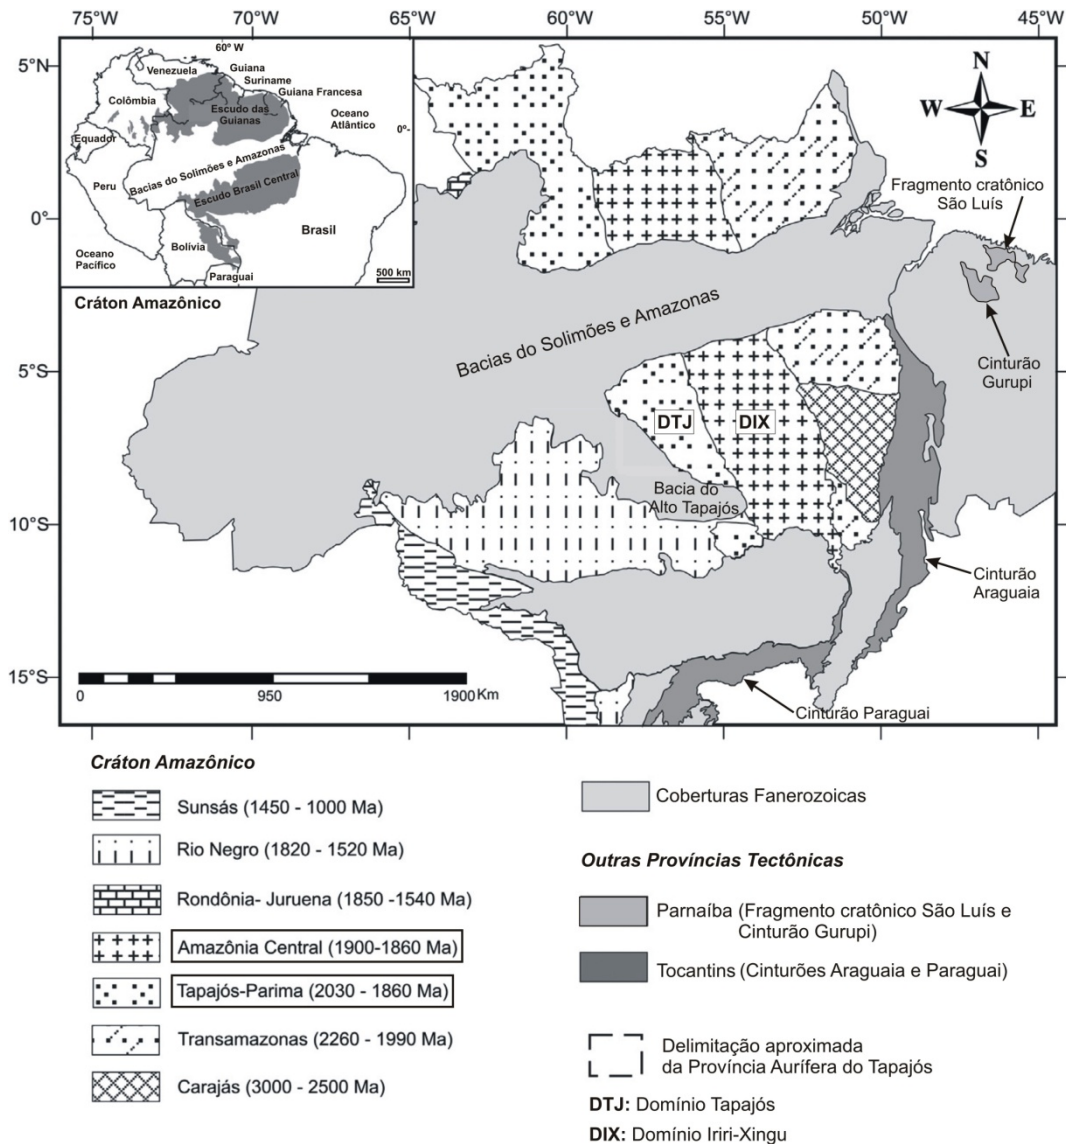 75°W
70°W
65°W
60°W
55°W
50°W
45°W
5°N
0°
5°S
10°S
15°S
60º W
Venezuela
Guiana
Suriname
Guiana Francesa
Colômbia
Escudo das
Guianas
Oceano
Atlântico
0º-
Equador
Bacias do Solimões e Amazonas
Peru
Escudo Brasil Central
Brasil
Bolívia
Oceano
Pacífico
Paraguai
500 km
Cráton Amazônico
N
W
E
S
Fragmento cratônico
São Luís
Bacias do Solimões e Amazonas
Cinturão
Gurupi
DTJ
DIX
Bacia do
Alto Tapajós
Cinturão
Araguaia
Cinturão Paraguai
0
950
1900 Km
Cráton Amazônico
Sunsás (1450 - 1000 Ma)
Rio Negro (1820 - 1520 Ma)
Rondônia- Juruena (1850 -1540 Ma)
Amazônia Central (1900-1860 Ma)
Tapajós-Parima (2030 - 1860 Ma)
Transamazonas (2260 - 1990 Ma)
Carajás (3000 - 2500 Ma)
Coberturas Fanerozoicas
Outras Províncias Tectônicas
Parnaíba (Fragmento cratônico São Luís e
Cinturão Gurupi)
Tocantins (Cinturões Araguaia e Paraguai)
Delimitação aproximada
da Província Aurífera do Tapajós
DTJ: Domínio Tapajós
DIX: Domínio Iriri-Xingu